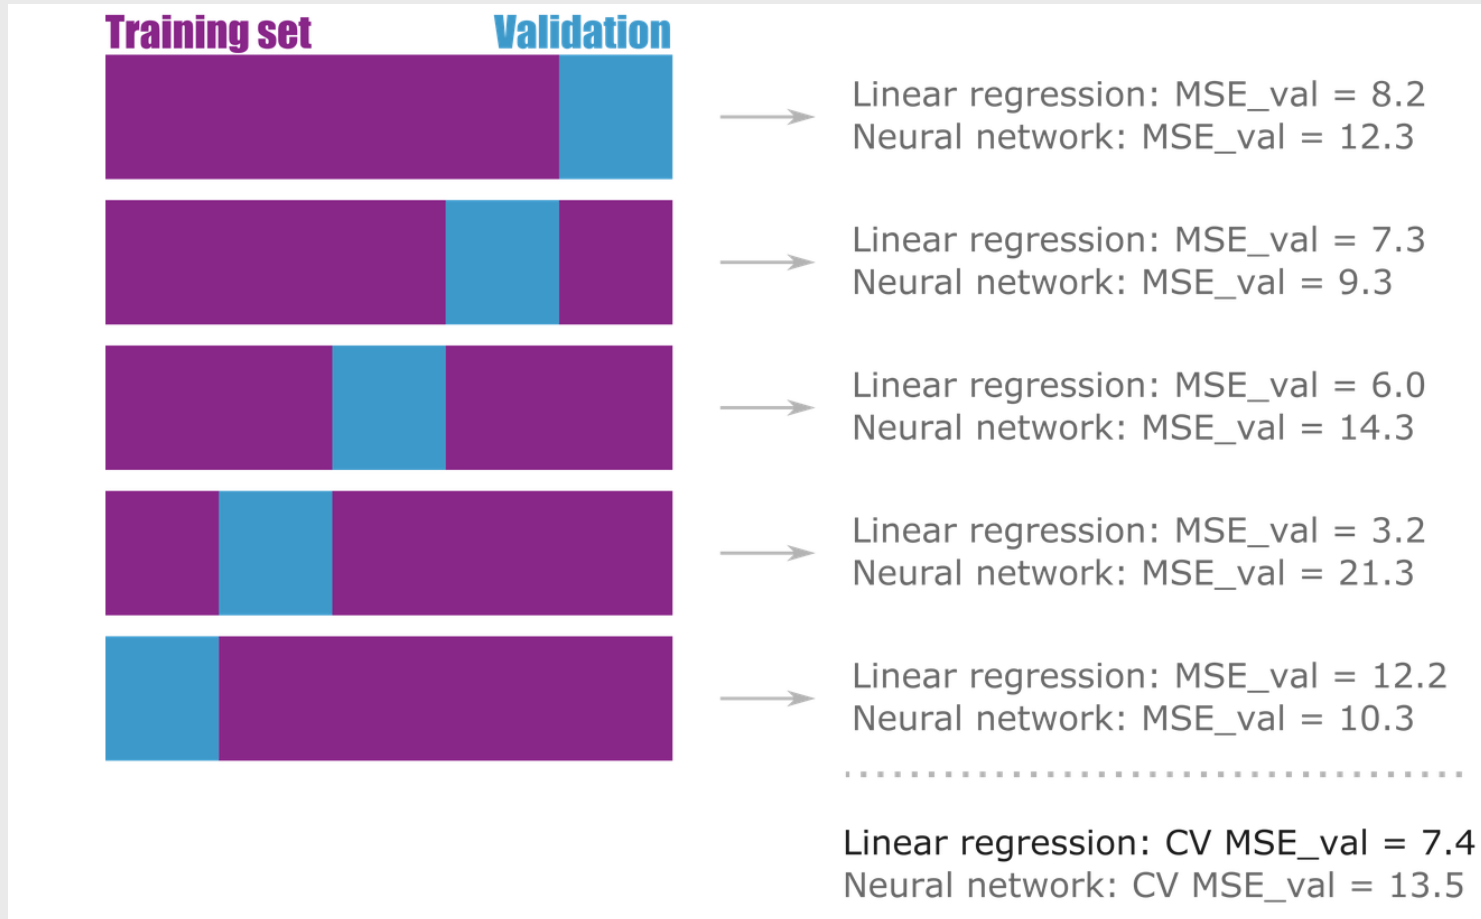 Training set Validation
Linear regression: MSE_val = 8.2
Neural network: MSE_val = 12.3
Linear regression: MSE_val = 7.3
Neural network: MSE_val = 9.3
Linear regression: MSE_val = 6.0
Neural network: MSE_val = 14.3
Linear regression: MSE_val = 3.2
Neural network: MSE_val = 21.3
Linear regression: MSE_val = 12.2
Neural network: MSE_val = 10.3
Linear regression: CV MSE_val = 7.4
Neural network: CV MSE_val = 13.5